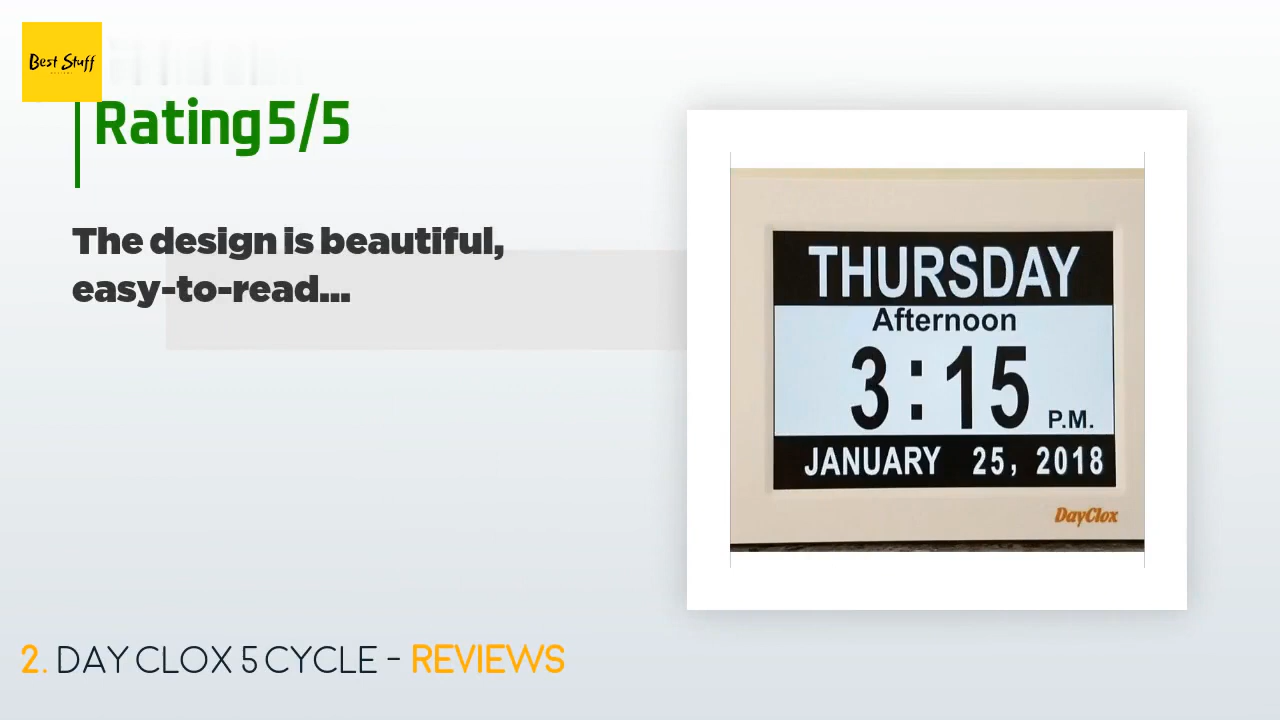 Best Stuff
Rating 5/5
The design is beautiful,
easy-to-read...
THURSDAY
Afternoon
3:15 P.M.
JANUARY 25, 2018
DayClox
2. DAY CLOX 5 CYCLE - REVIEWS